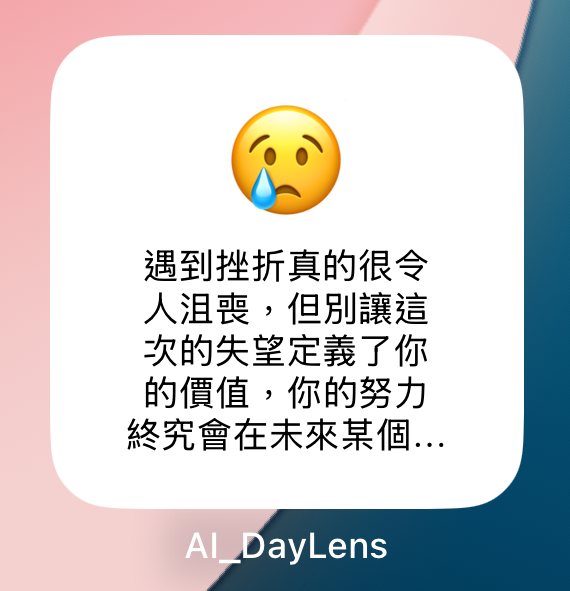 遇到挫折真的很令
人沮喪，但別讓這
次的失望定義了你
的價值，你的努力
終究會在未來某個...
AI_DayLens